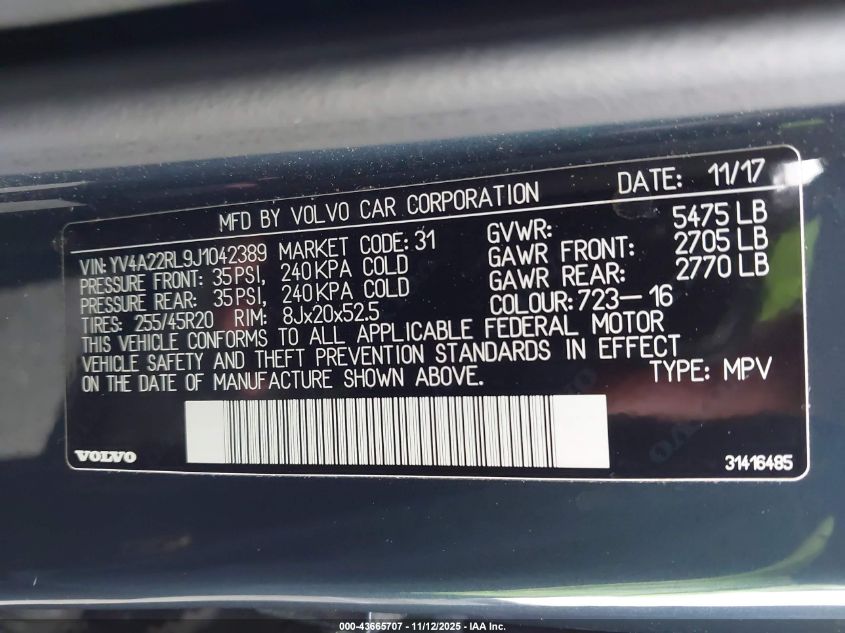 MFD BY VOLVO CAR CORPORATION DATE: 11/17
VIN: YV4A22RL9J1042389 MARKET CODE: 31 GVWR: 5475 LB
PRESSURE FRONT: 35PSI, 240KPA COLD GAWR FRONT: 2705 LB
PRESSURE REAR: 35PSI, 240KPA COLD GAWR REAR: 2770 LB
TIRES: 255/45R20 RIM: 8Jx20x52.5 COLOUR: 723-16
THIS VEHICLE CONFORMS TO ALL APPLICABLE FEDERAL MOTOR
VEHICLE SAFETY AND THEFT PREVENTION STANDARDS IN EFFECT
ON THE DATE OF MANUFACTURE SHOWN ABOVE. TYPE: MPV
VOLVO 31416485
000-43665707 - 11/12/2025 - IAA Inc.